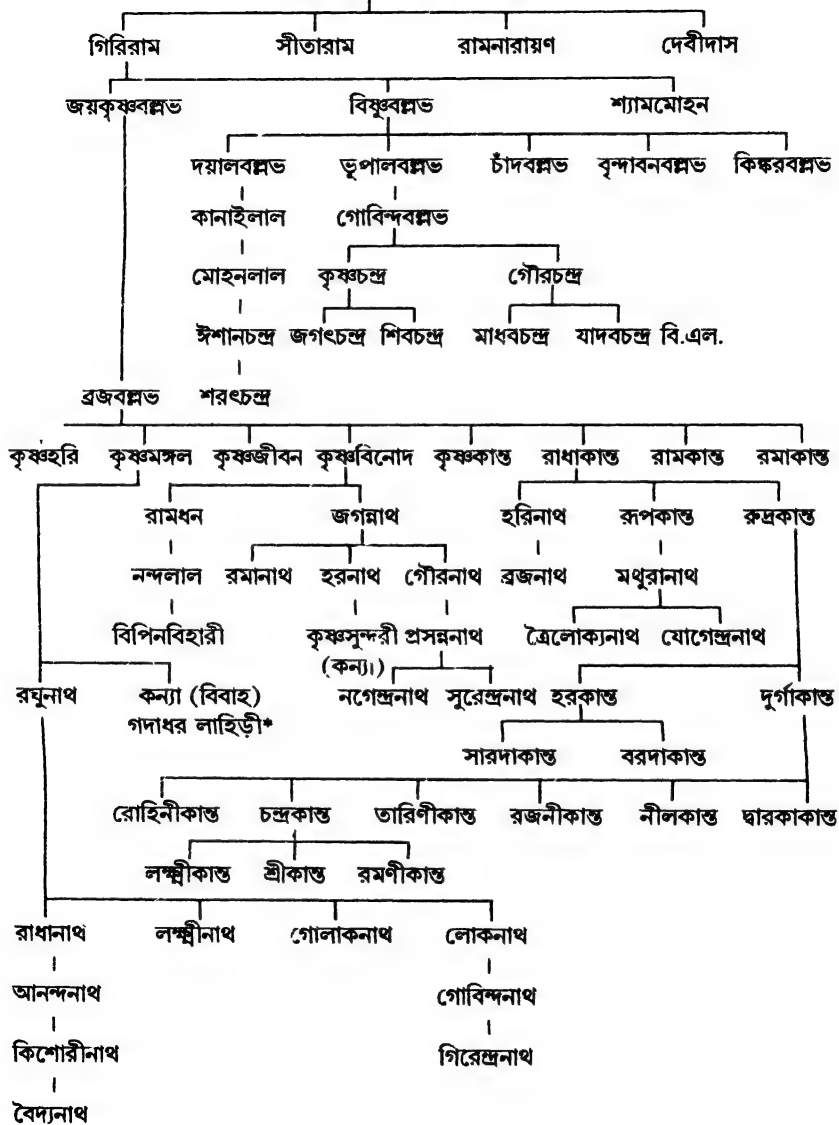 গিরিরাম সীতারাম রামনারায়ণ দেবীদাস
জয়কৃষ্ণবল্লভ বিষ্ণুবল্লভ শ্যামমোহন
দয়ালবল্লভ ভূপালবল্লভ চাঁদবল্লভ বৃন্দাবনবল্লভ কিঙ্করবল্লভ
কানাইলাল গোবিন্দবল্লভ
মোহনলাল কৃষ্ণচন্দ্র গৌরচন্দ্র
ঈশানচন্দ্র জগৎচন্দ্র শিবচন্দ্র মাধবচন্দ্র যাদবচন্দ্র বি.এল.
ব্রজবল্লভ শরৎচন্দ্র
কৃষ্ণহরি কৃষ্ণমঙ্গল কৃষ্ণজীবন কৃষ্ণবিনোদ কৃষ্ণকান্ত রাধাকান্ত রামকান্ত রমাকান্ত
রামধন জগন্নাথ হরিনাথ রূপকান্ত রুদ্রকান্ত
নন্দলাল রমানাথ হরনাথ গৌরনাথ ব্রজনাথ মথুরানাথ
বিপিনবিহারী কৃষ্ণসুন্দরী প্রসন্ননাথ ত্রৈলোক্যনাথ যোগেন্দ্রনাথ
(কন্যা)
রঘুনাথ কন্যা (বিবাহ) নগেন্দ্রনাথ সুরেন্দ্রনাথ হরকান্ত দুর্গাকান্ত
গদাধর লাহিড়ী*
সারদাকান্ত বরদাকান্ত
রোহিনীকান্ত চন্দ্রকান্ত তারিণীকান্ত রজনীকান্ত নীলকান্ত দ্বারকাকান্ত
লক্ষ্মীকান্ত শ্রীকান্ত রমণীকান্ত
রাধানাথ লক্ষ্মীনাথ গোলাকনাথ লোকনাথ
আনন্দনাথ গোবিন্দনাথ
কিশোরীনাথ গিরেন্দ্রনাথ
বৈদ্যনাথ